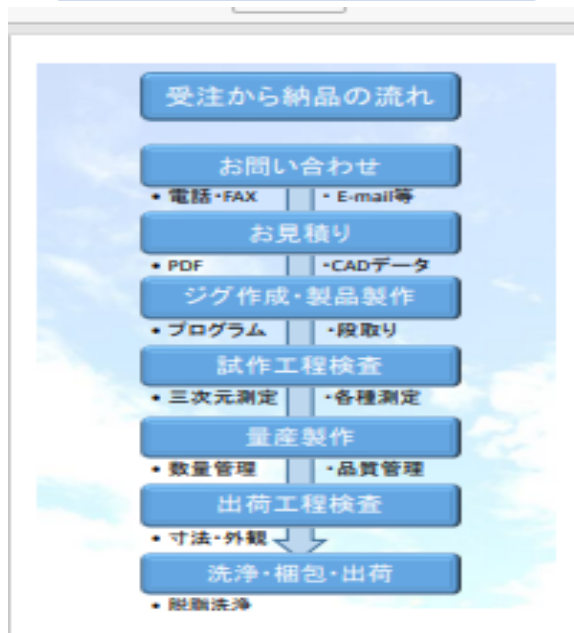 受注から納品の流れ
お問い合わせ
• 電話・FAX ・E-mail等
お見積り
• PDF ・CADデータ
ジグ作成・製品製作
• プログラム ・段取り
試作工程検査
• 三次元測定 ・各種測定
量産製作
• 数量管理 ・品質管理
出荷工程検査
• 寸法・外観
洗浄・梱包・出荷
• 脱脂洗浄